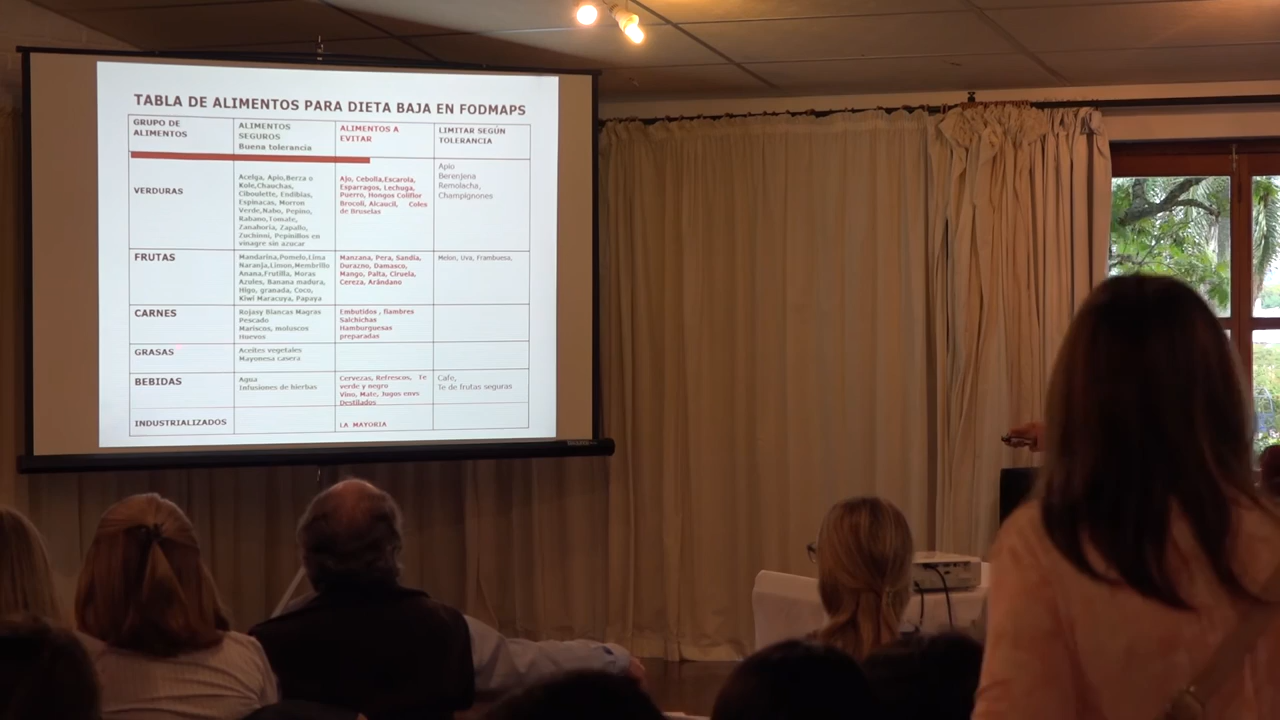 TABLA DE ALIMENTOS PARA DIETA BAJA EN FODMAPS
GRUPO DE
ALIMENTOS
ALIMENTOS
SEGUROS
Buena tolerancia
ALIMENTOS A
EVITAR
LIMITAR SEGÚN
TOLERANCIA
VERDURAS
Acelga, Apio,Berza o
Kole,Chauchas,
Ciboulette, Endibias,
Espinacas, Morron
Verde,Nabo, Pepino,
Rabano,Tomate,
Zanahoria, Zapallo,
Zuchinni, Pepinillos en
vinagre sin azucar
Ajo, Cebolla,Escarola,
Esparragos, Lechuga,
Puerro, Hongos Coliflor
Brocoli, Alcaucil, Coles
de Bruselas
Apio
Berenjena
Remolacha,
Champignones
FRUTAS
Mandarina,Pomelo,Lima
Naranja,Limon,Membrillo
Anana,Frutilla, Moras
Azules, Banana madura,
Higo, granada, Coco,
Kiwi Maracuya, Papaya
Manzana, Pera, Sandia,
Durazno, Damasco,
Mango, Palta, Ciruela,
Cereza, Arándano
Melon, Uva, Frambuesa,
CARNES
Rojasy Blancas Magras
Pescado
Mariscos, moluscos
Huevos
Embutidos , fiambres
Salchichas
Hamburguesas
preparadas
GRASAS
Aceites vegetales
Mayonesa casera
BEBIDAS
Agua
Infusiones de hierbas
Cervezas, Refrescos, Te
verde y negro
Vino, Mate, Jugos envs
Destilados
Cafe,
Te de frutas seguras
INDUSTRIALIZADOS
LA MAYORIA